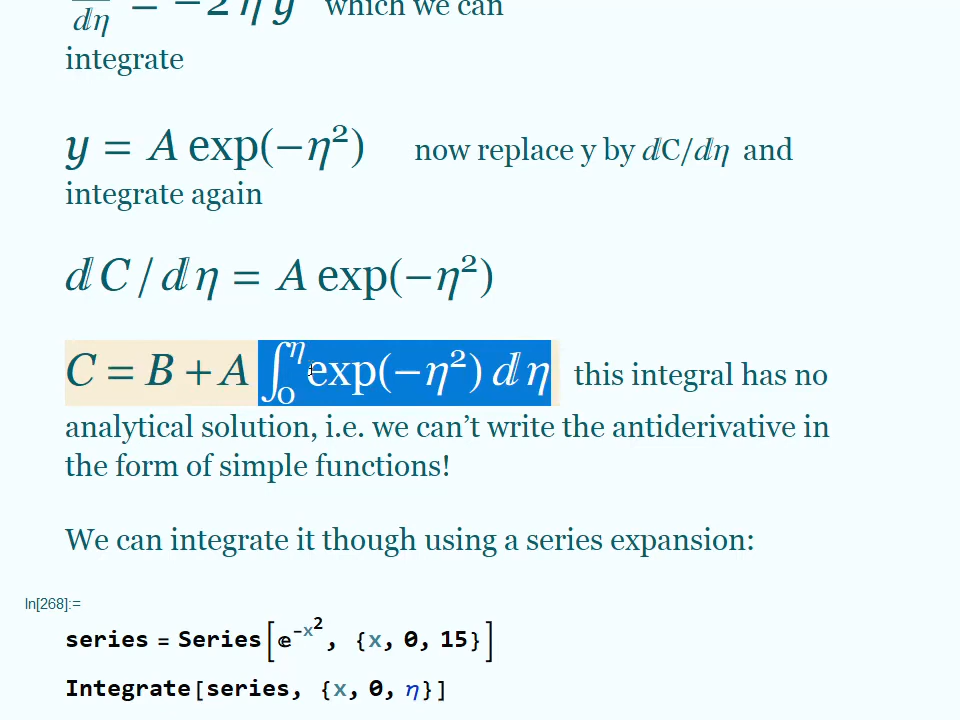 dη = −2 η y which we can
integrate
y = A exp(−η²) now replace y by ⅆC/ⅆη and
integrate again
ⅆC/ⅆη = A exp(−η²)
C = B + A ∫₀^η exp(−η²) ⅆη this integral has no
analytical solution, i.e. we can’t write the antiderivative in
the form of simple functions!
We can integrate it though using a series expansion:
In[268]:=
series = Series[ⅇ^-x², {x, 0, 15}]
Integrate[series, {x, 0, η}]